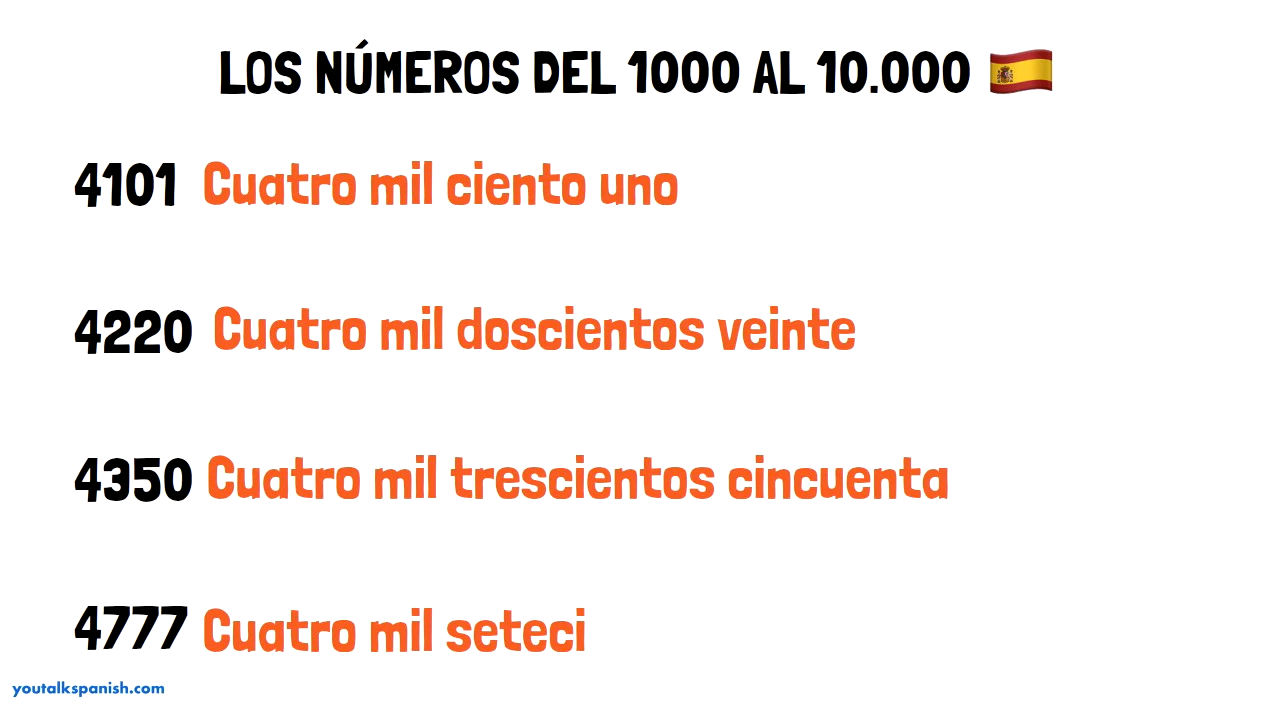 LOS NÚMEROS DEL 1000 AL 10.000
4101 Cuatro mil ciento uno
4220 Cuatro mil doscientos veinte
4350 Cuatro mil trescientos cincuenta
4777 Cuatro mil seteci
youtalkspanish.com